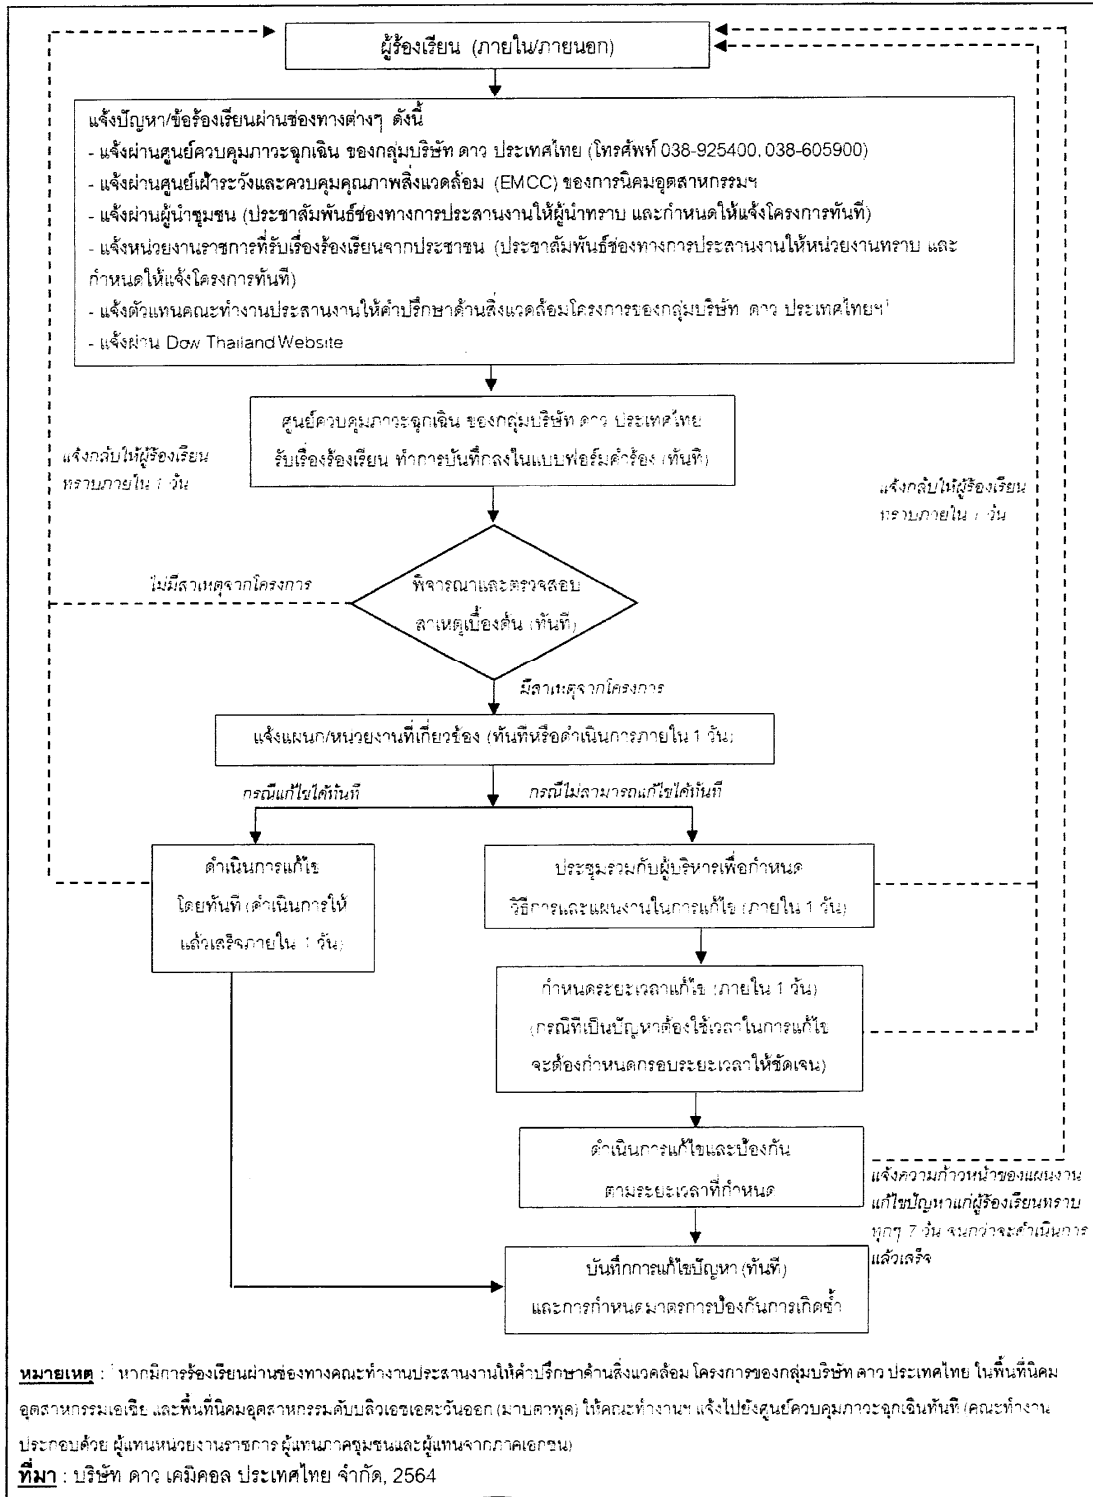 ผู้ร้องเรียน (ภายใน/ภายนอก)
แจ้งปัญหา/ข้อร้องเรียนผ่านช่องทางต่างๆ ดังนี้
- แจ้งผ่านศูนย์ควบคุมภาวะฉุกเฉิน ของกลุ่มบริษัท ดาว ประเทศไทย (โทรศัพท์ 038-925400, 038-605900)
- แจ้งผ่านศูนย์เฝ้าระวังและควบคุมคุณภาพสิ่งแวดล้อม (EMCC) ของการนิคมอุตสาหกรรมฯ
- แจ้งผ่านผู้นำชุมชน (ประชาสัมพันธ์ช่องทางการประสานงานให้ผู้นำทราบ และกำหนดให้แจ้งโครงการทันที)
- แจ้งหน่วยงานราชการที่รับเรื่องร้องเรียนจากประชาชน (ประชาสัมพันธ์ช่องทางการประสานงานให้หน่วยงานทราบ และ
กำหนดให้แจ้งโครงการทันที)
- แจ้งตัวแทนคณะทำงานประสานงานให้คำปรึกษาด้านสิ่งแวดล้อมโครงการของกลุ่มบริษัท ดาว ประเทศไทยฯ¹
- แจ้งผ่าน Dow Thailand Website
ศูนย์ควบคุมภาวะฉุกเฉิน ของกลุ่มบริษัท ดาว ประเทศไทย
รับเรื่องร้องเรียน ทำการบันทึกลงในแบบฟอร์มคำร้อง (ทันที)
แจ้งกลับให้ผู้ร้องเรียน
ทราบภายใน 1 วัน
แจ้งกลับให้ผู้ร้องเรียน
ทราบภายใน 1 วัน
ไม่มีสาเหตุจากโครงการ
พิจารณาและตรวจสอบ
สาเหตุเบื้องต้น (ทันที)
มีสาเหตุจากโครงการ
แจ้งแผนก/หน่วยงานที่เกี่ยวข้อง (ทันทีหรือดำเนินการภายใน 1 วัน)
กรณีแก้ไขได้ทันที
กรณีไม่สามารถแก้ไขได้ทันที
ดำเนินการแก้ไข
โดยทันที (ดำเนินการให้
แล้วเสร็จภายใน 1 วัน)
ประชุมร่วมกับผู้บริหารเพื่อกำหนด
วิธีการและแผนงานในการแก้ไข (ภายใน 1 วัน)
กำหนดระยะเวลาแก้ไข (ภายใน 1 วัน)
(กรณีที่เป็นปัญหาต้องใช้เวลาในการแก้ไข
จะต้องกำหนดกรอบระยะเวลาให้ชัดเจน)
ดำเนินการแก้ไขและป้องกัน
ตามระยะเวลาที่กำหนด
แจ้งความก้าวหน้าของแผนงาน
แก้ไขปัญหาแก่ผู้ร้องเรียนทราบ
ทุกๆ 7 วัน จนกว่าจะดำเนินการ
แล้วเสร็จ
บันทึกการแก้ไขปัญหา (ทันที)
และการกำหนดมาตรการป้องกันการเกิดซ้ำ
หมายเหตุ : ¹ หากมีการร้องเรียนผ่านช่องทางคณะทำงานประสานงานให้คำปรึกษาด้านสิ่งแวดล้อม โครงการของกลุ่มบริษัท ดาว ประเทศไทย ในพื้นที่นิคม
อุตสาหกรรมเอเชีย และพื้นที่นิคมอุตสาหกรรมดับบลิวเอชเอตะวันออก (มาบตาพุด) ให้คณะทำงานฯ แจ้งไปยังศูนย์ควบคุมภาวะฉุกเฉินทันที (คณะทำงาน
ประกอบด้วย ผู้แทนหน่วยงานราชการ ผู้แทนภาคชุมชนและผู้แทนจากภาคเอกชน)
ที่มา : บริษัท ดาว เคมิคอล ประเทศไทย จำกัด, 2564